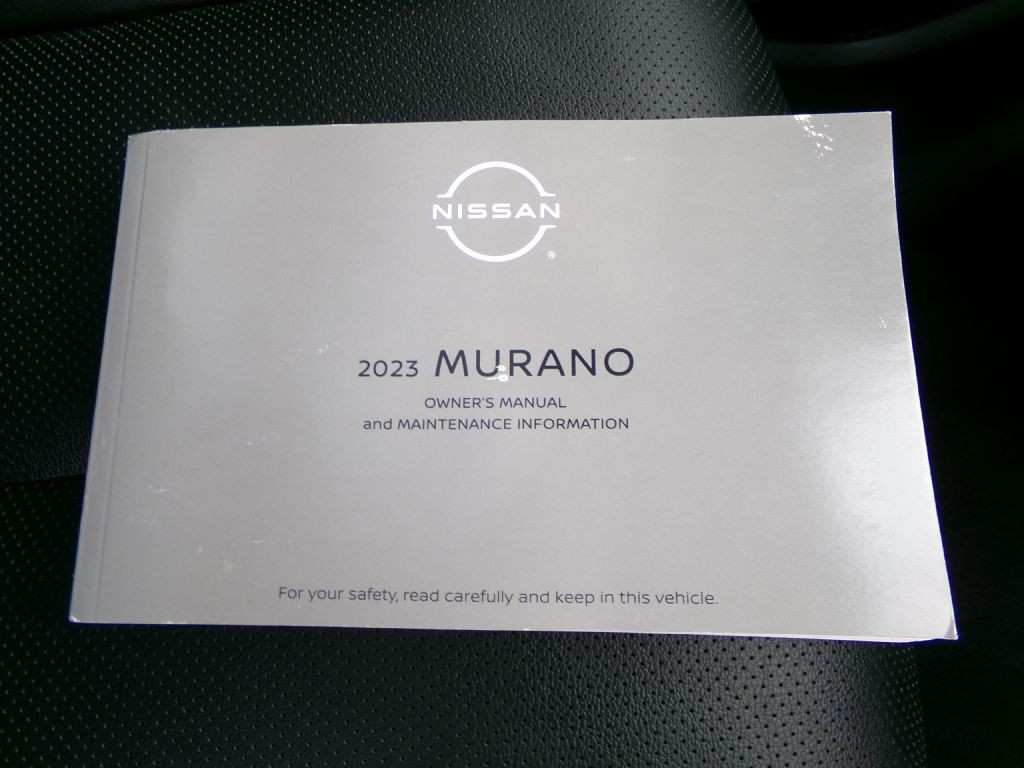 NISSAN
®
2023 MURANO
OWNER'S MANUAL
and MAINTENANCE INFORMATION
For your safety, read carefully and keep in this vehicle.